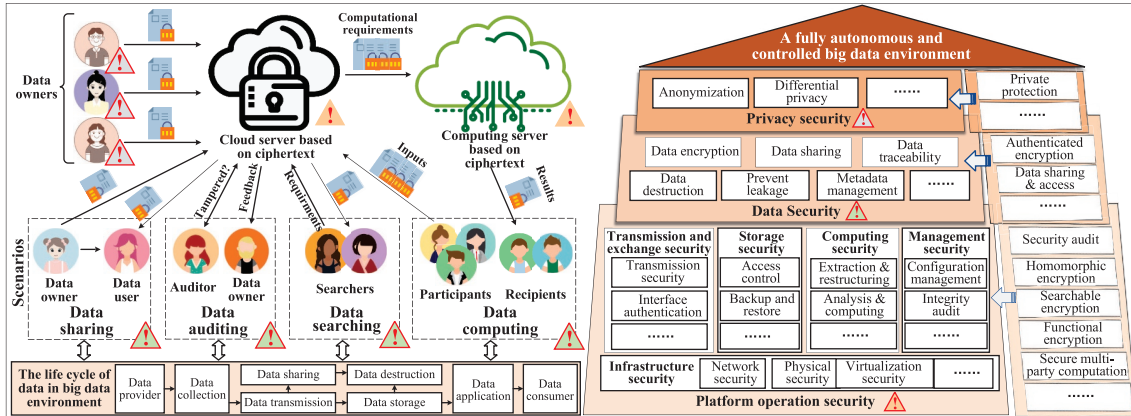 Computational
requirements
Data
owners
Cloud server based
on ciphertext
Computing server
based on
ciphertext
Tampered?
Feedback
Requirments
Inputs
Results
Scenarios
Data
owner
Data
user
Data
sharing
Auditor
Data
owner
Data
auditing
Searchers
Data
searching
Participants
Recipients
Data
computing
The life cycle of
data in big data
environment
Data
provider
Data
collection
Data sharing
Data destruction
Data transmission
Data storage
Data
application
Data
consumer
A fully autonomous and
controlled big data environment
Anonymization
Differential
privacy
......
Privacy security
Private
protection
......
Data encryption
Data sharing
Data
traceability
Data
destruction
Prevent
leakage
Metadata
management
......
Data Security
Authenticated
encryption
Data sharing
& access
......
Transmission and
exchange security
Transmission
security
Interface
authentication
......
Storage
security
Access
control
Backup and
restore
......
Computing
security
Extraction &
restructuring
Analysis &
computing
......
Management
security
Configuration
management
Integrity
audit
......
Security audit
Homomorphic
encryption
Searchable
encryption
Functional
encryption
Secure multi-
party computation
......
Infrastructure
security
Network
security
Physical
security
Virtualization
security
......
Platform operation security